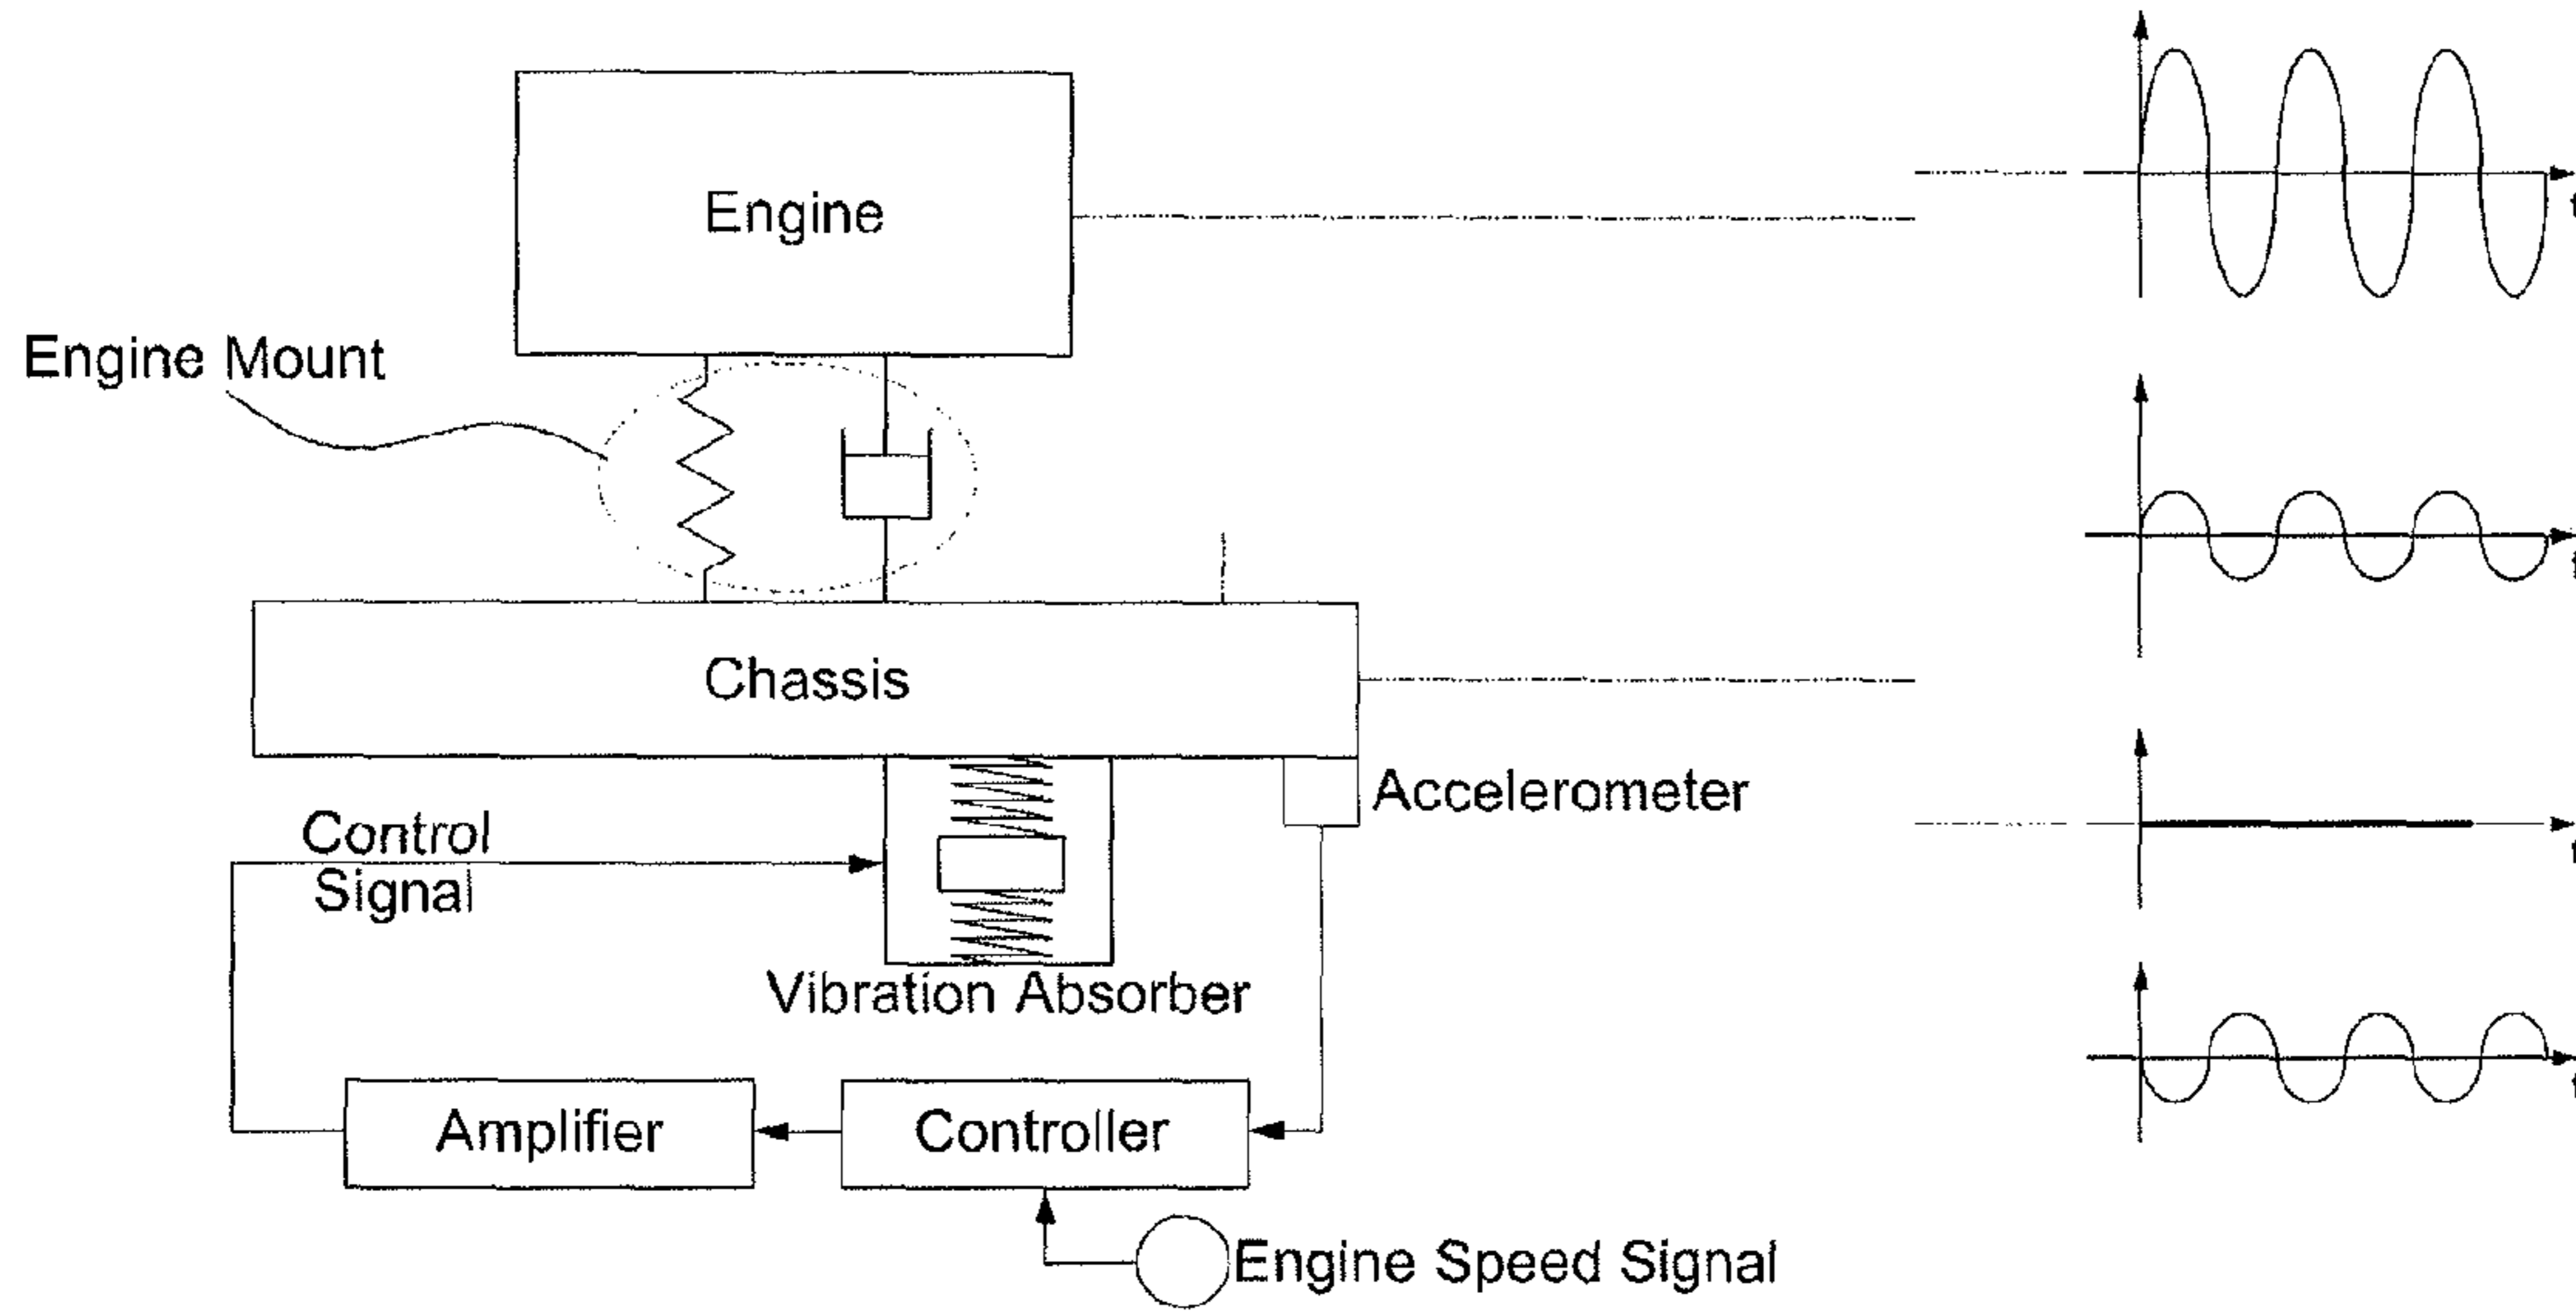 Engine
Engine Mount
Chassis
Accelerometer
Control
Signal
Vibration Absorber
Amplifier
Controller
Engine Speed Signal